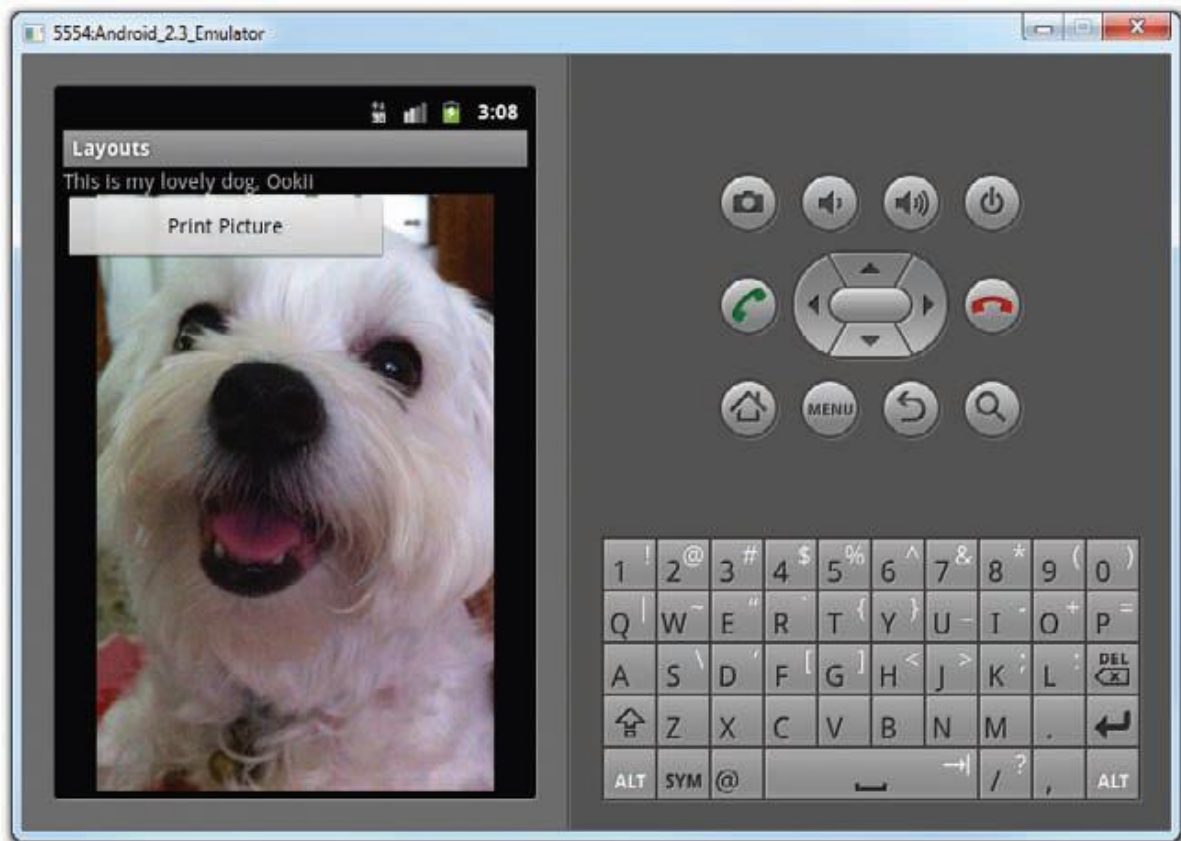 5554:Android_2.3_Emulator
3:08
Layouts
This is my lovely dog, Ookii
Print Picture
MENU
1 ! 2 @ 3 # 4 $ 5 % 6 ^ 7 & 8 * 9 ( 0 )
Q | W ~ E " R ` T { Y } U _ I - O + P =
A S \ D ' F [ G ] H < J > K ; L : DEL
Z X C V B N M .
ALT SYM @ / ? , ALT